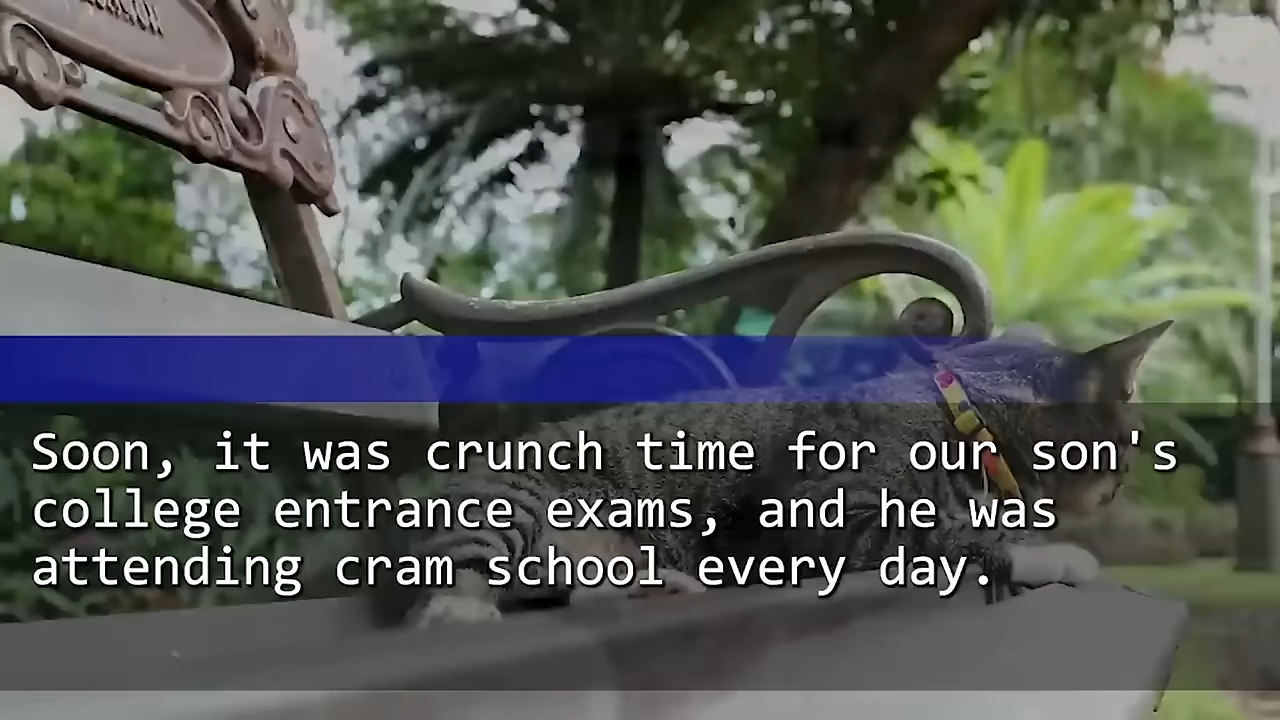 Soon, it was crunch time for our son's
college entrance exams, and he was
attending cram school every day.